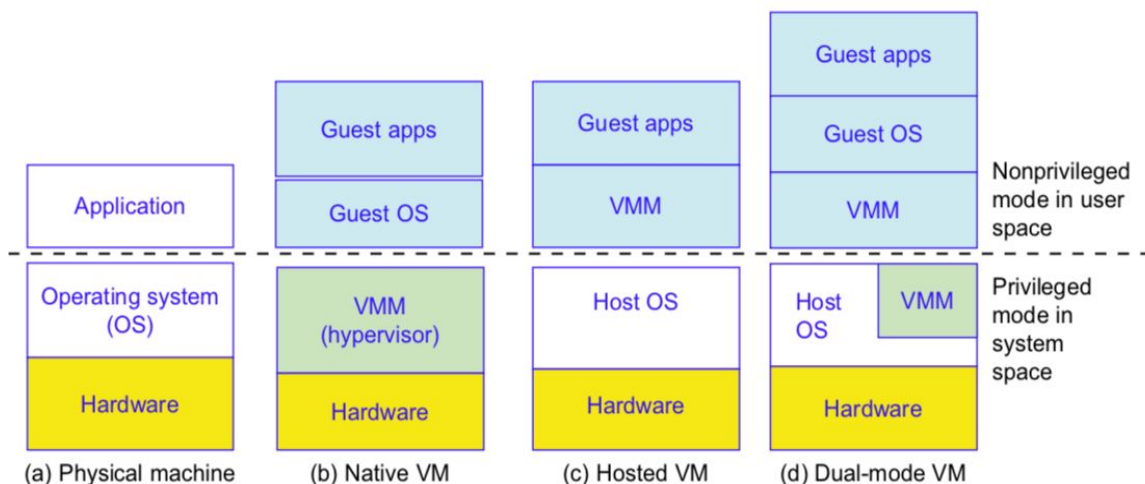 Guest apps
Guest OS
VMM
Guest apps
Guest OS
Guest apps
VMM
Application
Nonprivileged
mode in user
space
Operating system
(OS)
VMM
(hypervisor)
Host OS
Host
OS
VMM
Privileged
mode in
system
space
Hardware
Hardware
Hardware
Hardware
(a) Physical machine
(b) Native VM
(c) Hosted VM
(d) Dual-mode VM